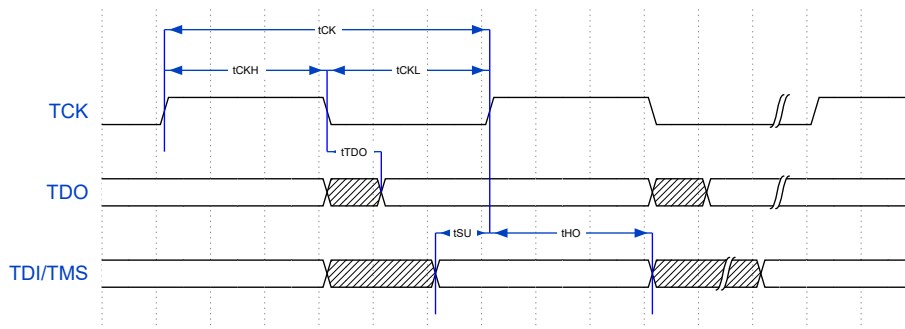 tCK
tCKH
tCKL
TCK
tTDO
TDO
tSU
tHO
TDI/TMS